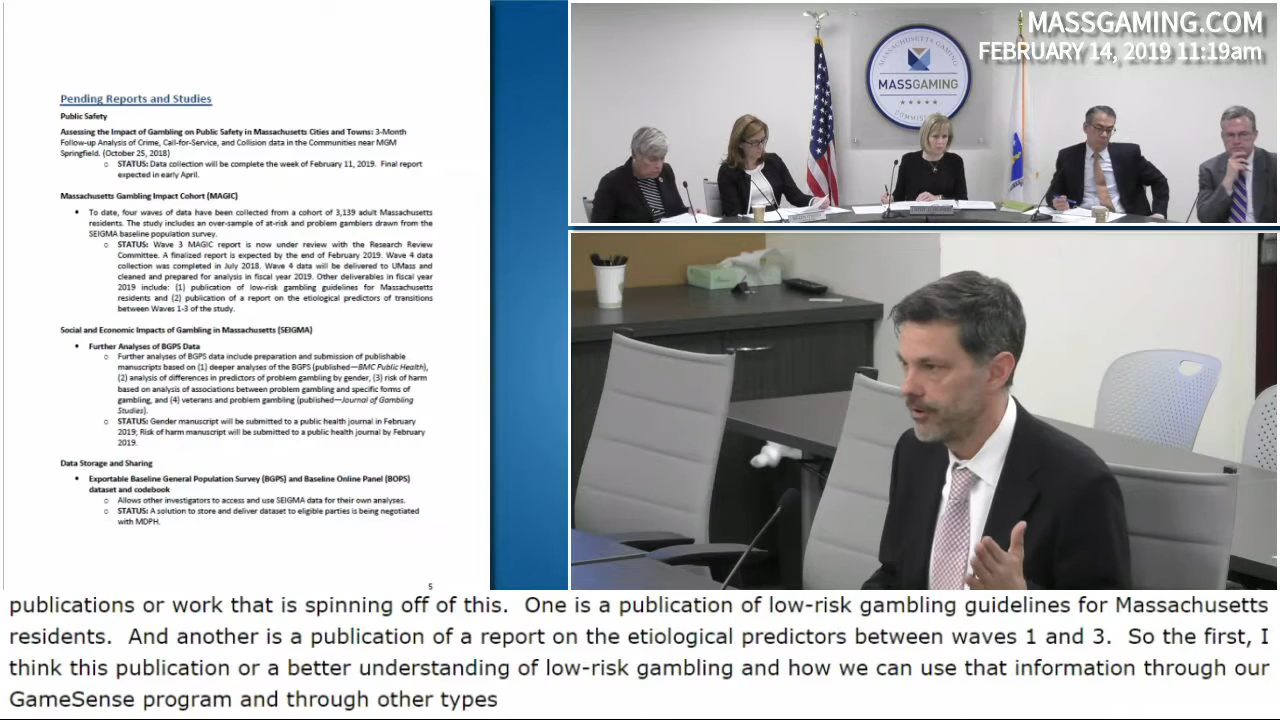 Pending Reports and Studies
Public Safety
Assessing the Impact of Gambling on Public Safety in Massachusetts Cities and Towns: 3-Month
Follow-up Analysis of Crime, Call-for-Service, and Collision data in the Communities near MGM
Springfield. (October 25, 2018)
o STATUS: Data collection will be complete the week of February 11, 2019. Final report
expected in early April.
Massachusetts Gambling Impact Cohort (MAGIC)
• To date, four waves of data have been collected from a cohort of 3,139 adult Massachusetts
residents. The study includes an over-sample of at-risk and problem gamblers drawn from the
SEIGMA baseline population survey.
o STATUS: Wave 3 MAGIC report is now under review with the Research Review
Committee. A finalized report is expected by the end of February 2019. Wave 4 data
collection was completed in July 2018. Wave 4 data will be delivered to UMass and
cleaned and prepared for analysis in fiscal year 2019. Other deliverables in fiscal year
2019 include: (1) publication of low-risk gambling guidelines for Massachusetts
residents and (2) publication of a report on the etiological predictors of transitions
between Waves 1-3 of the study.
Social and Economic Impacts of Gambling in Massachusetts (SEIGMA)
• Further Analyses of BGPS Data
o Further analyses of BGPS data include preparation and submission of publishable
manuscripts based on (1) deeper analyses of the BGPS (published—BMC Public Health),
(2) analysis of differences in predictors of problem gambling by gender, (3) risk of harm
based on analysis of associations between problem gambling and specific forms of
gambling, and (4) veterans and problem gambling (published—Journal of Gambling
Studies).
o STATUS: Gender manuscript will be submitted to a public health journal in February
2019; Risk of harm manuscript will be submitted to a public health journal by February
2019.
Data Storage and Sharing
• Exportable Baseline General Population Survey (BGPS) and Baseline Online Panel (BOPS)
dataset and codebook
o Allows other investigators to access and use SEIGMA data for their own analyses.
o STATUS: A solution to store and deliver dataset to eligible parties is being negotiated
with MDPH.
5
MASSGAMING.COM
FEBRUARY 14, 2019 11:19am
MASSACHUSETTS GAMING
MASSGAMING
publications or work that is spinning off of this. One is a publication of low-risk gambling guidelines for Massachusetts
residents. And another is a publication of a report on the etiological predictors between waves 1 and 3. So the first, I
think this publication or a better understanding of low-risk gambling and how we can use that information through our
GameSense program and through other types